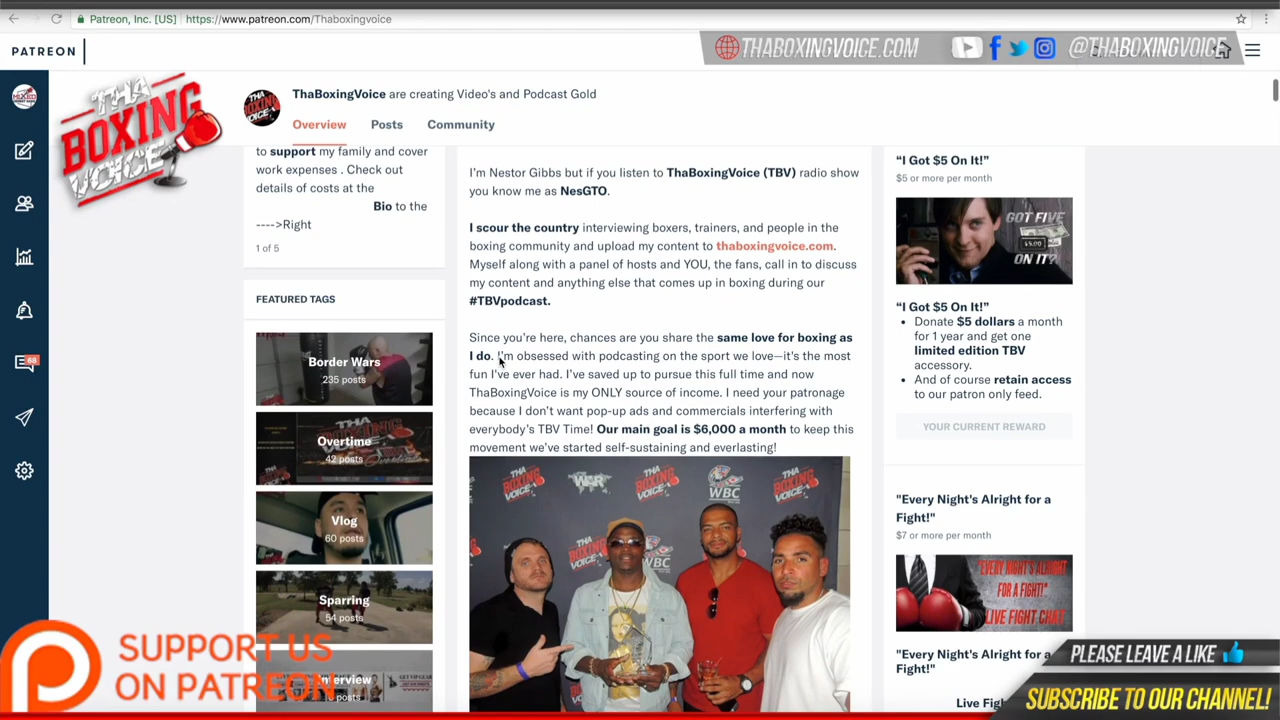 Patreon, Inc. [US] https://www.patreon.com/Thaboxingvoice
PATREON
THABOXINGVOICE.COM
@THABOXINGVOICE
THA BOXING VOICE
ThaBoxingVoice are creating Video's and Podcast Gold
Overview Posts Community
68
to support my family and cover
work expenses . Check out
details of costs at the
Bio to the
---->Right
1 of 5
FEATURED TAGS
Border Wars
235 posts
Overtime
42 posts
Vlog
60 posts
Sparring
54 posts
Interview
posts
I'm Nestor Gibbs but if you listen to ThaBoxingVoice (TBV) radio show
you know me as NesGTO.
I scour the country interviewing boxers, trainers, and people in the
boxing community and upload my content to thaboxingvoice.com.
Myself along with a panel of hosts and YOU, the fans, call in to discuss
my content and anything else that comes up in boxing during our
#TBVpodcast.
Since you're here, chances are you share the same love for boxing as
I do. I'm obsessed with podcasting on the sport we love—it's the most
fun I've ever had. I've saved up to pursue this full time and now
ThaBoxingVoice is my ONLY source of income. I need your patronage
because I don't want pop-up ads and commercials interfering with
everybody's TBV Time! Our main goal is $6,000 a month to keep this
movement we've started self-sustaining and everlasting!
THA BOXING VOICE
WAR
WBC
"I Got $5 On It!"
$5 or more per month
GOT FIVE
$5.00
ON IT?
"I Got $5 On It!"
Donate $5 dollars a month
for 1 year and get one
limited edition TBV
accessory.
And of course retain access
to our patron only feed.
YOUR CURRENT REWARD
"Every Night's Alright for a
Fight!"
$7 or more per month
"EVERY NIGHT'S ALRIGHT
FOR A FIGHT!"
LIVE FIGHT CHAT
"Every Night's Alright for a
Fight!"
Live Fig
SUPPORT US
ON PATREON
PLEASE LEAVE A LIKE
SUBSCRIBE TO OUR CHANNEL!